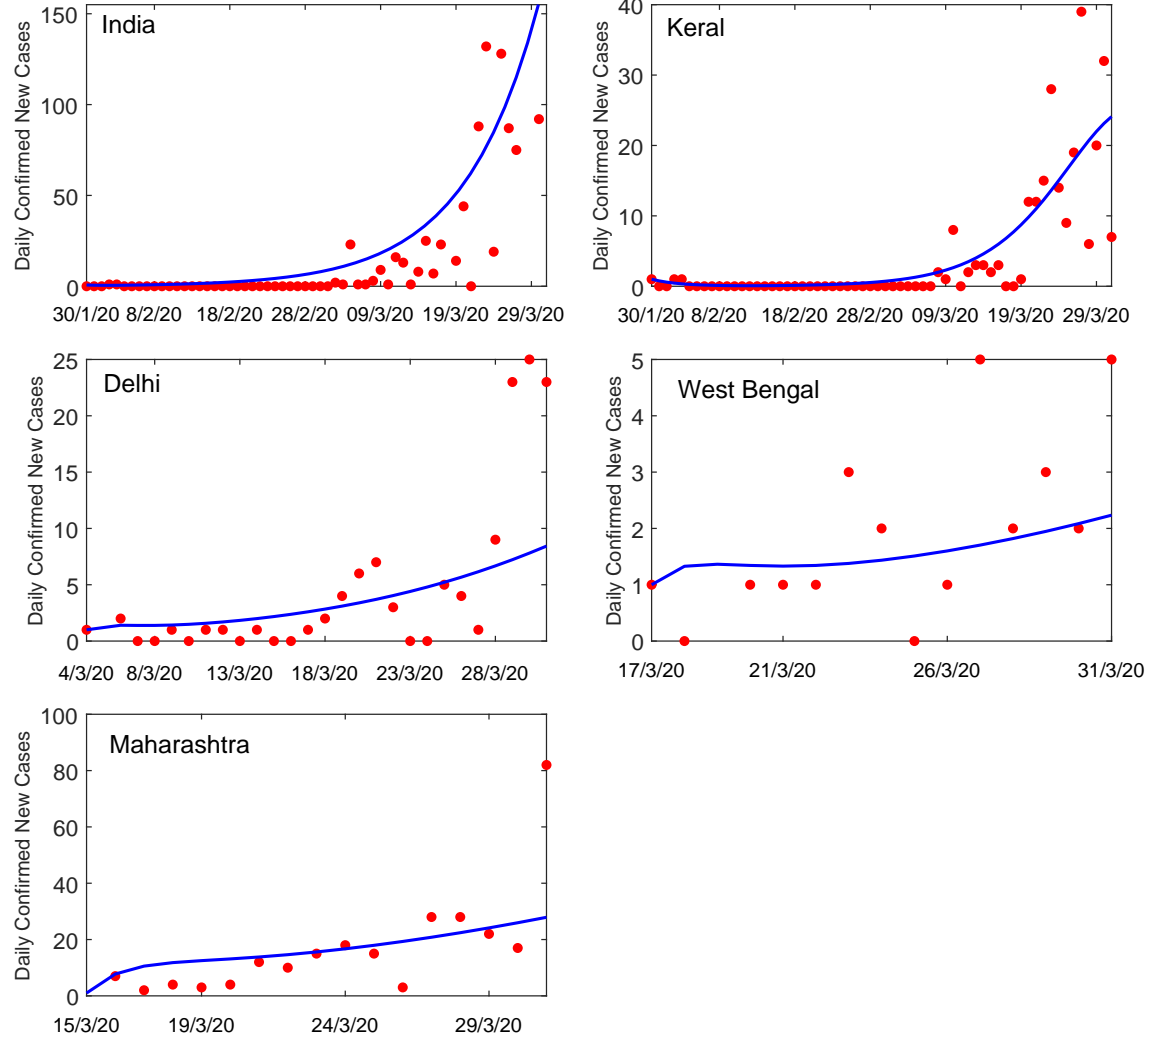 India
Daily Confirmed New Cases
150
100
50
0
30/1/20 8/2/20 18/2/20 28/2/20 09/3/20 19/3/20 29/3/20
Keral
Daily Confirmed New Cases
40
30
20
10
0
30/1/20 8/2/20 18/2/20 28/2/20 09/3/20 19/3/20 29/3/20
Delhi
Daily Confirmed New Cases
25
20
15
10
5
0
4/3/20 8/3/20 13/3/20 18/3/20 23/3/20 28/3/20
West Bengal
Daily Confirmed New Cases
5
4
3
2
1
0
17/3/20 21/3/20 26/3/20 31/3/20
Maharashtra
Daily Confirmed New Cases
100
80
60
40
20
0
15/3/20 19/3/20 24/3/20 29/3/20